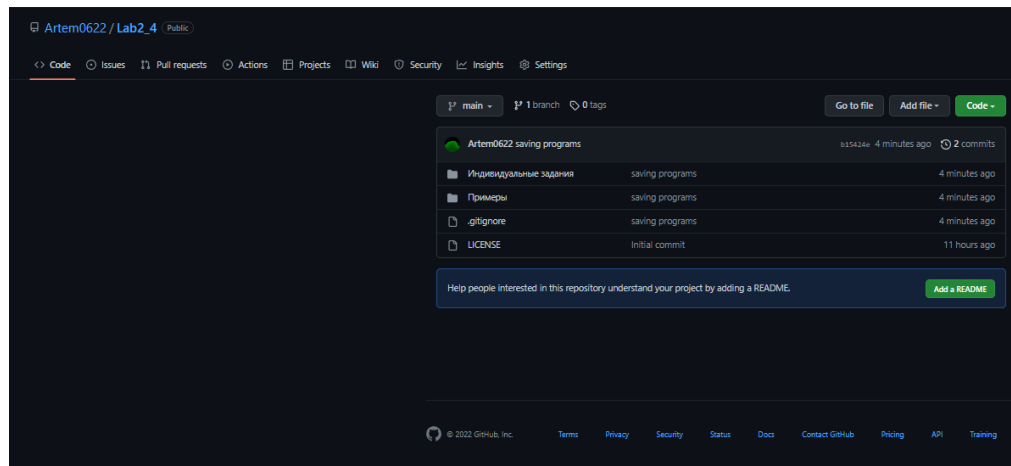 Artem0622 / Lab2_4 Public
Code Issues Pull requests Actions Projects Wiki Security Insights Settings
main 1 branch 0 tags Go to file Add file Code
Artem0622 saving programs b15424e 4 minutes ago 2 commits
Индивидуальные задания saving programs 4 minutes ago
Примеры saving programs 4 minutes ago
.gitignore saving programs 4 minutes ago
LICENSE Initial commit 11 hours ago
Help people interested in this repository understand your project by adding a README. Add a README
© 2022 GitHub, Inc. Terms Privacy Security Status Docs Contact GitHub Pricing API Training